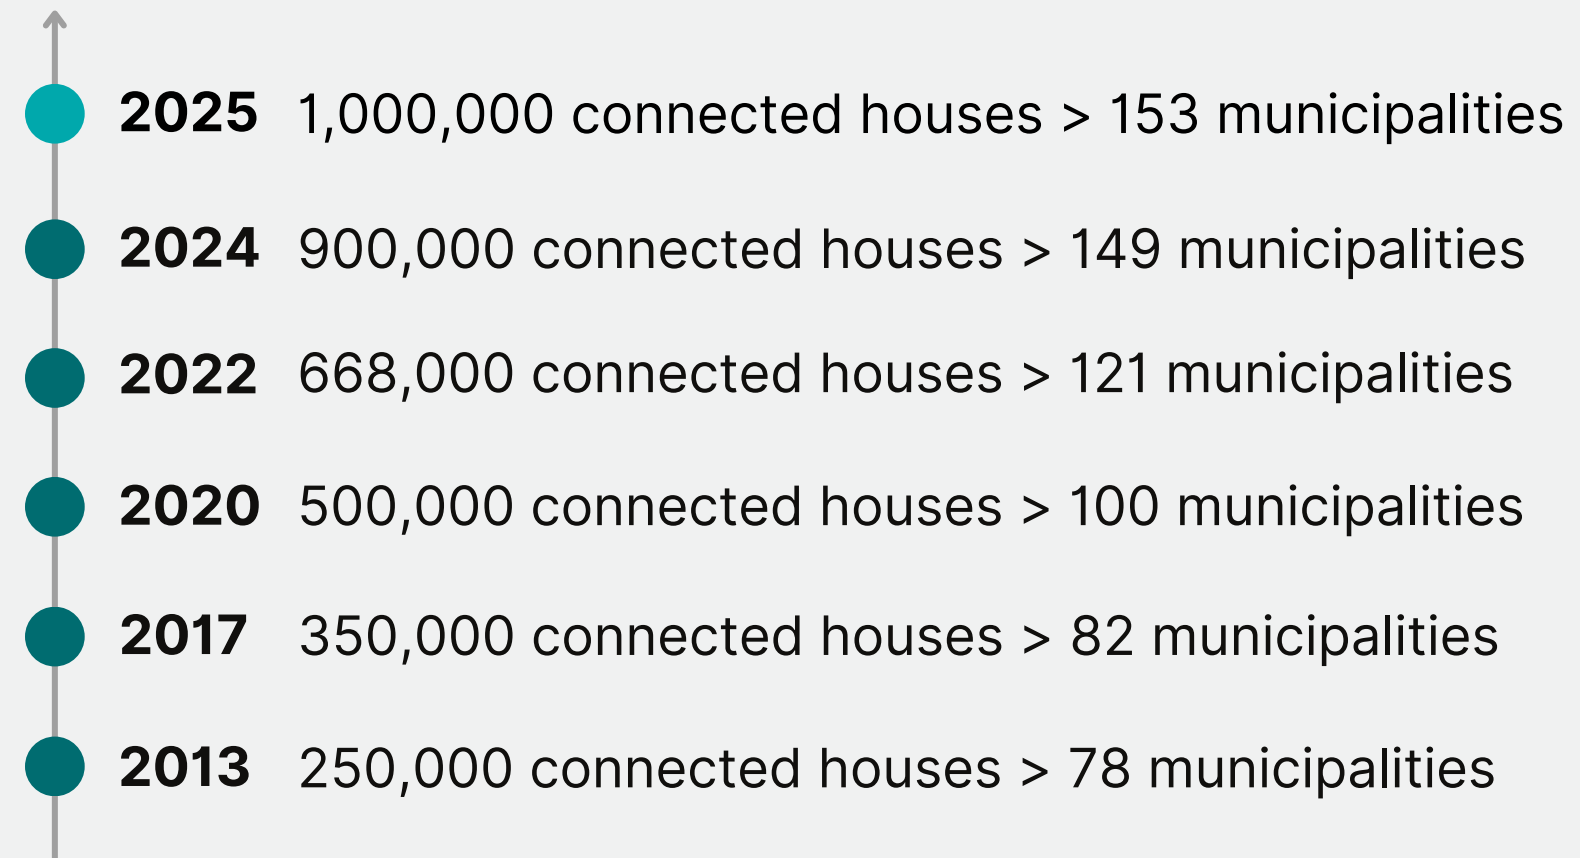 2025 1,000,000 connected houses > 153 municipalities
2024 900,000 connected houses > 149 municipalities
2022 668,000 connected houses > 121 municipalities
2020 500,000 connected houses > 100 municipalities
2017 350,000 connected houses > 82 municipalities
2013 250,000 connected houses > 78 municipalities